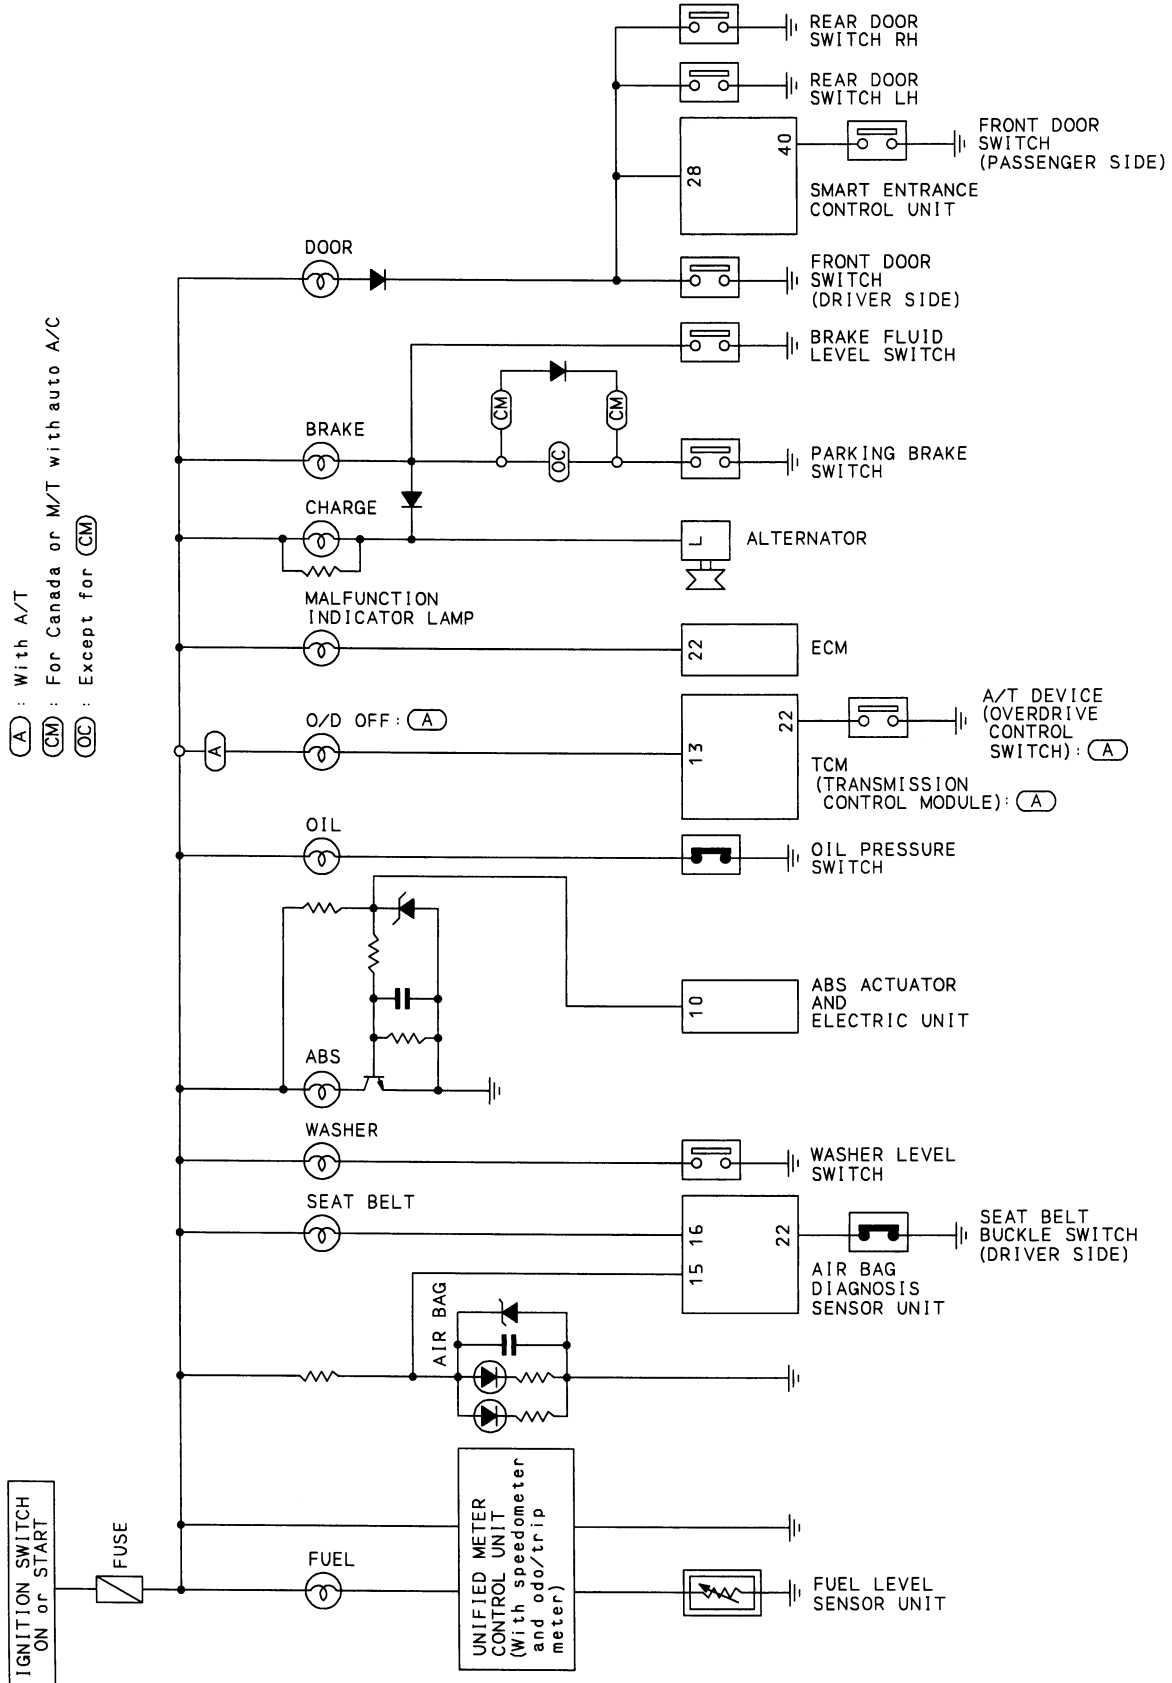 REAR DOOR
SWITCH RH
REAR DOOR
SWITCH LH
FRONT DOOR
SWITCH
(PASSENGER SIDE)
40
28
SMART ENTRANCE
CONTROL UNIT
DOOR
FRONT DOOR
SWITCH
(DRIVER SIDE)
BRAKE FLUID
LEVEL SWITCH
CM
CM
BRAKE
OC
PARKING BRAKE
SWITCH
CHARGE
L
ALTERNATOR
A : With A/T
CM : For Canada or M/T with auto A/C
OC : Except for CM
MALFUNCTION
INDICATOR LAMP
22
ECM
O/D OFF : A
A
13
22
A/T DEVICE
(OVERDRIVE
CONTROL
SWITCH) : A
TCM
(TRANSMISSION
CONTROL MODULE) : A
OIL
OIL PRESSURE
SWITCH
10
ABS ACTUATOR
AND
ELECTRIC UNIT
ABS
WASHER
WASHER LEVEL
SWITCH
SEAT BELT
16
22
15
SEAT BELT
BUCKLE SWITCH
(DRIVER SIDE)
AIR BAG
DIAGNOSIS
SENSOR UNIT
AIR BAG
IGNITION SWITCH
ON or START
FUSE
FUEL
UNIFIED METER
CONTROL UNIT
(With speedometer
and odo/trip
meter)
FUEL LEVEL
SENSOR UNIT